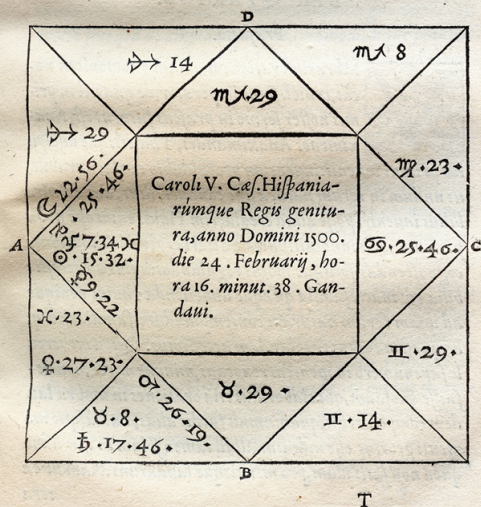 D
♐ 14
♏ 8
♏ 29
♐ 29
♍ · 23 ·
☾ 22 · 56 ·
25 · 46 ·
Caroli V. Cæſ. Hiſpania-
rúmque Regis genitu-
ra, anno Domini 1500.
die 24. Februarij, ho-
ra 16. minut. 38. Gan-
daui.
A
♃ 7 · 34 · ♓
☉ · 15 · 32 ·
♋ · 25 · 46 ·
C
9 · 22
♓ · 23 ·
♀ · 27 · 23 ·
♊ · 29 ·
♂ · 26 · 19 ·
♉ · 29 ·
♉ · 8 ·
♄ · 17 · 46 ·
♊ · 14 ·
B
T